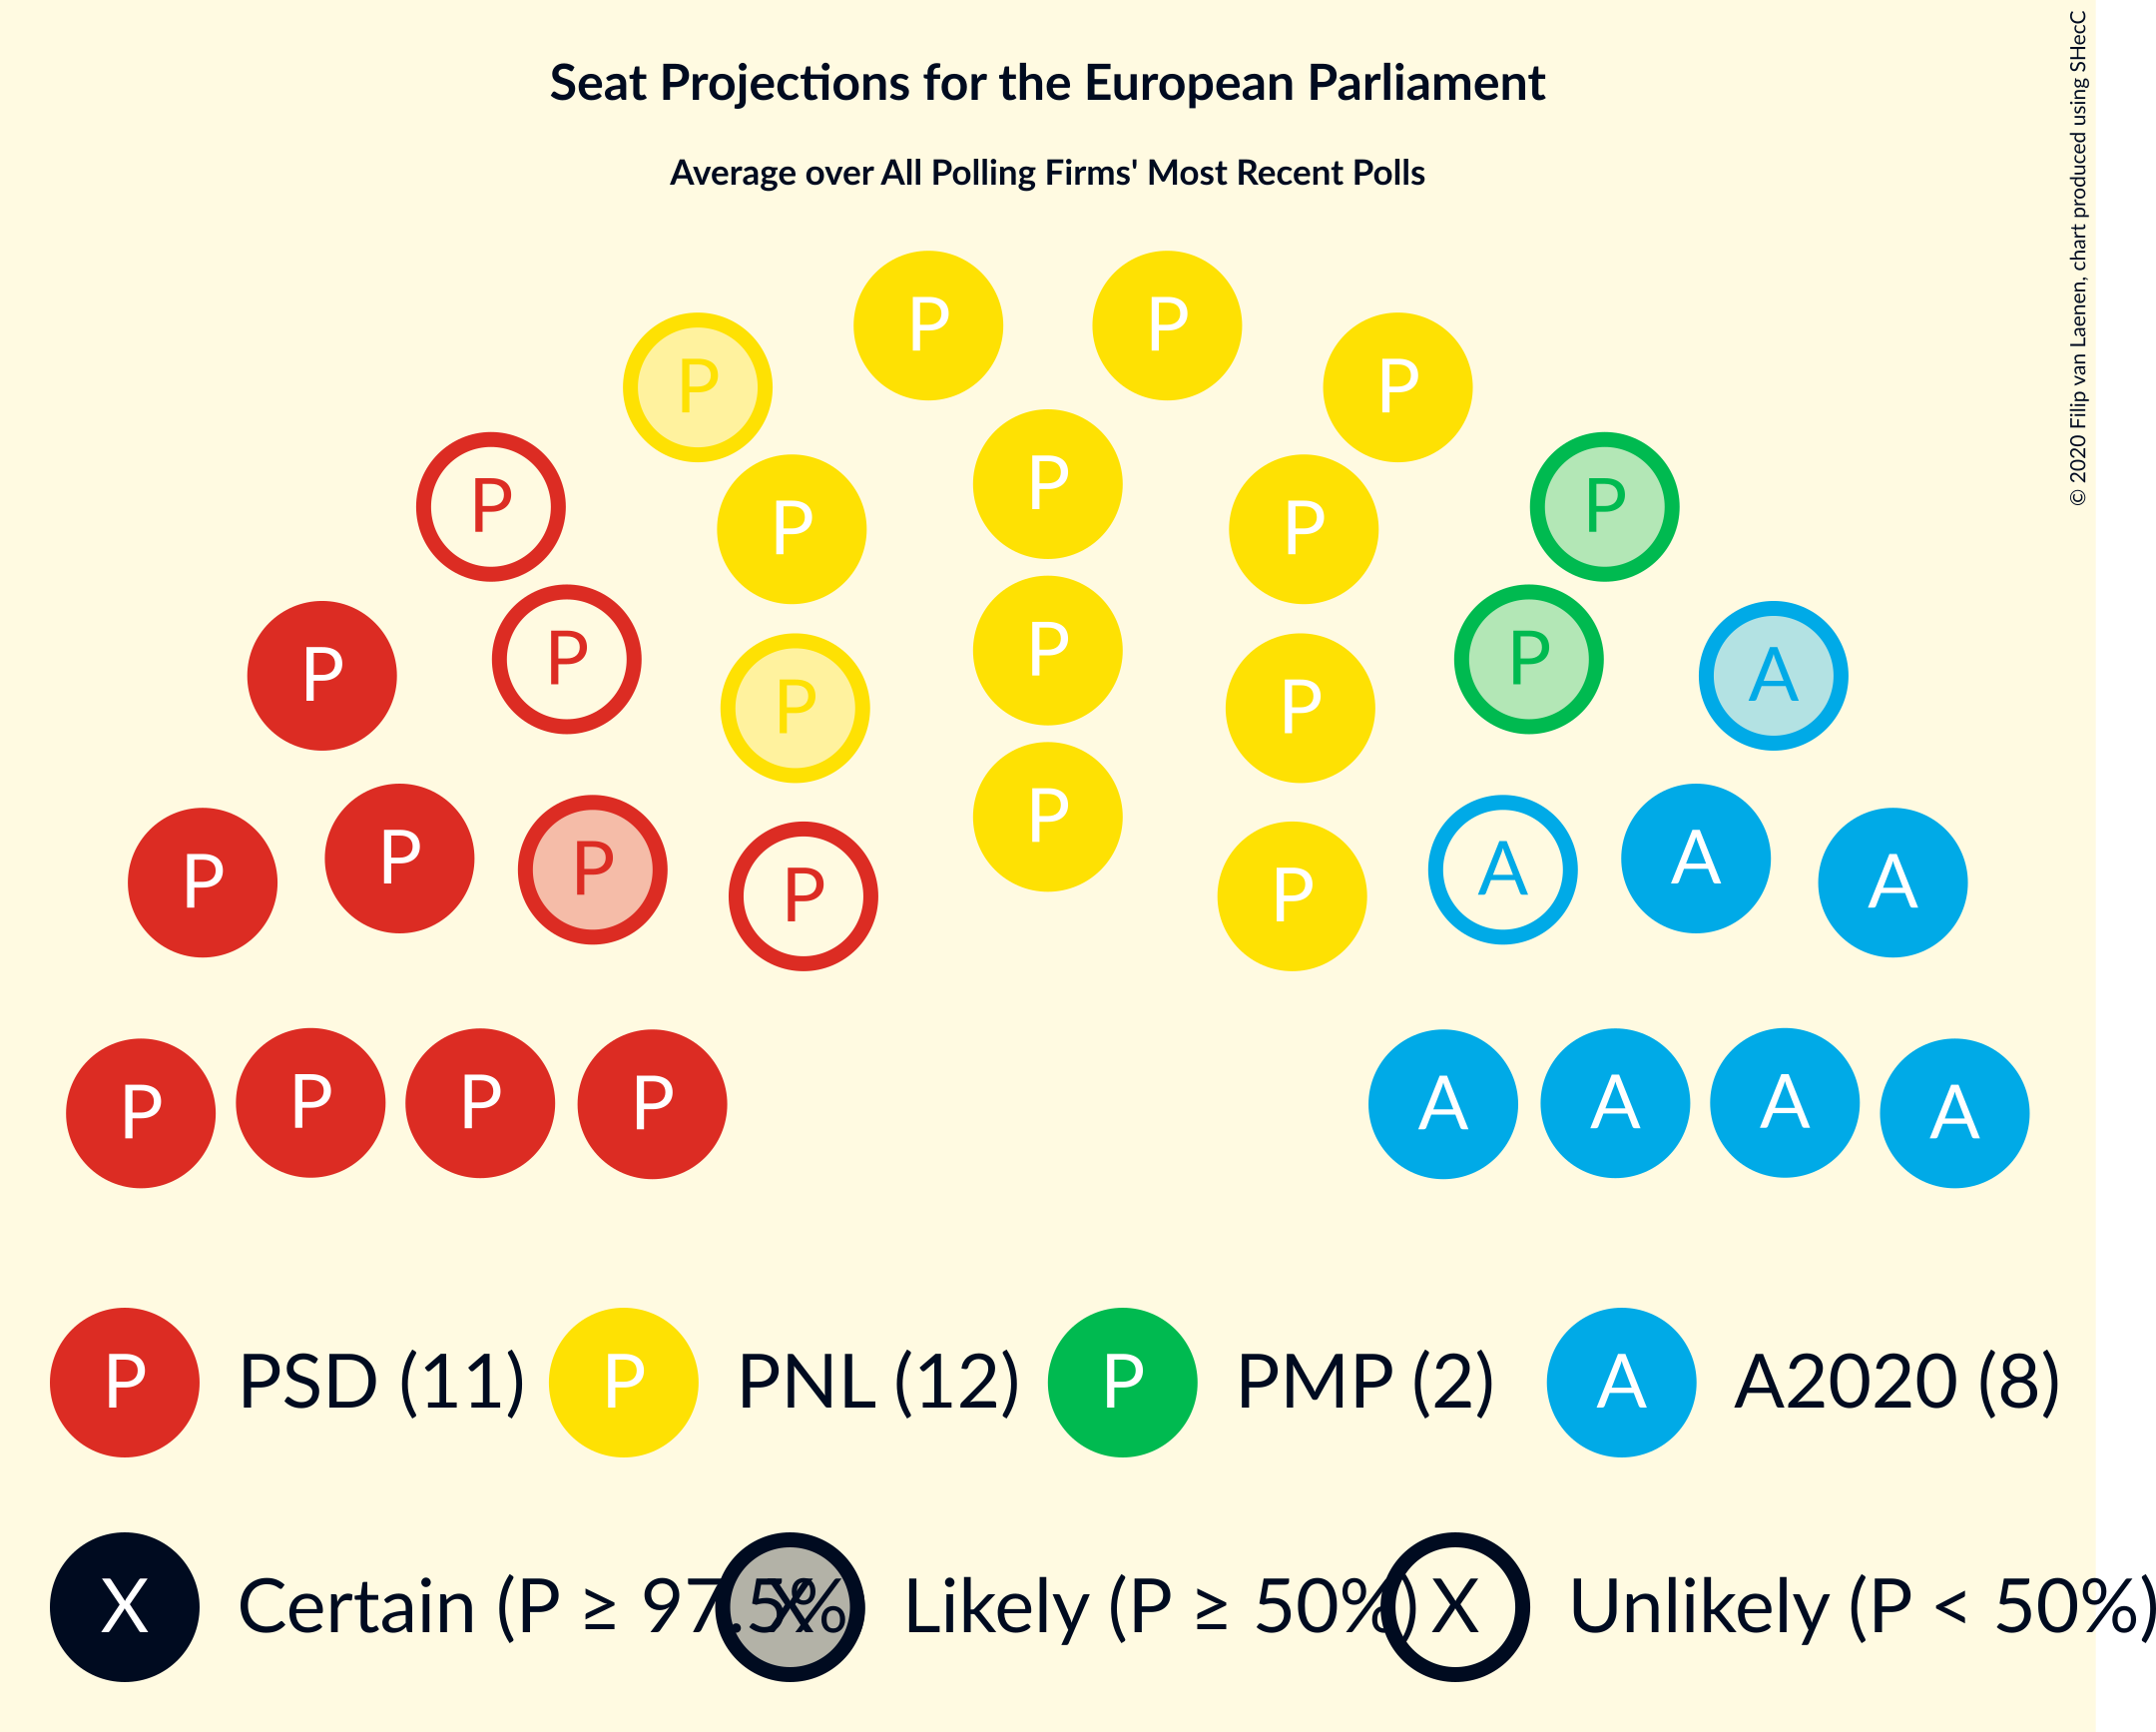 Seat Projections for the European Parliament
Average over All Polling Firms' Most Recent Polls
© 2020 Filip van Laenen, chart produced using SHecC
P P
P P
P
P P
P P
P P P
P P
P A
P P
P
P P A A
P A
P P P A
P P P P A A A A
P PSD (11) P PNL (12) P PMP (2) A A2020 (8)
X Certain (P ≥ 97.5% X Likely (P ≥ 50%) X Unlikely (P < 50%)